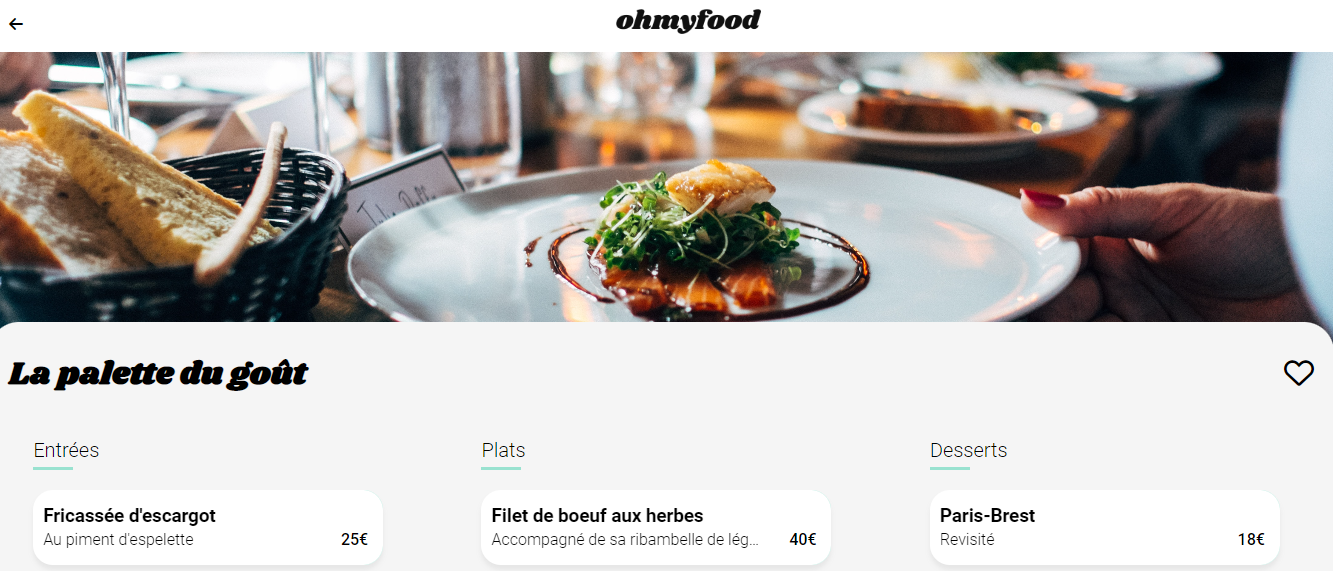 ohmyfood
La palette du goût
Entrées
Fricassée d'escargot
Au piment d'espelette 25€
Plats
Filet de boeuf aux herbes
Accompagné de sa ribambelle de lég... 40€
Desserts
Paris-Brest
Revisité 18€